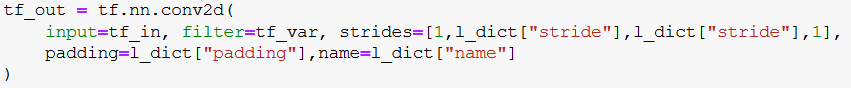 tf_out = tf.nn.conv2d(
    input=tf_in, filter=tf_var, strides=[1,l_dict["stride"],l_dict["stride"],1],
    padding=l_dict["padding"],name=l_dict["name"]
)